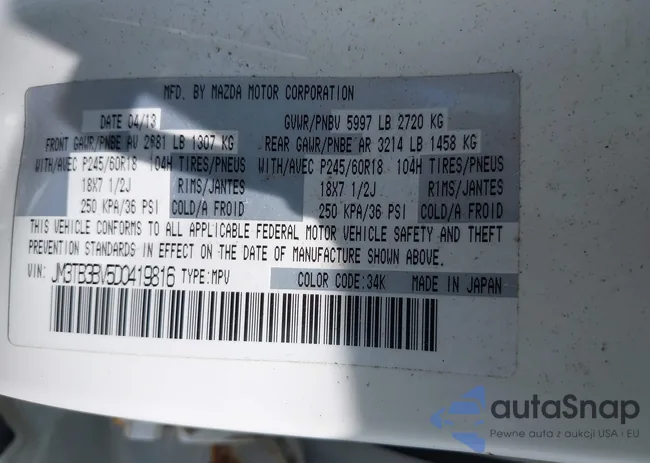 MFD. BY MAZDA MOTOR CORPORATION
DATE 04/13 GVWR/PNBV 5997 LB 2720 KG
FRONT GAWR/PNBE AV 2881 LB 1307 KG REAR GAWR/PNBE AR 3214 LB 1458 KG
WITH/AVEC P245/60R18 104H TIRES/PNEUS WITH/AVEC P245/60R18 104H TIRES/PNEUS
18X7 1/2J RIMS/JANTES 18X7 1/2J RIMS/JANTES
250 KPA/36 PSI COLD/A FROID 250 KPA/36 PSI COLD/A FROID
THIS VEHICLE CONFORMS TO ALL APPLICABLE FEDERAL MOTOR VEHICLE SAFETY AND THEFT
PREVENTION STANDARDS IN EFFECT ON THE DATE OF MANUFACTURE SHOWN ABOVE.
VIN: JM3TB3BV5D0419816 TYPE:MPV COLOR CODE:34K MADE IN JAPAN
autaSnap
Pewne auta z aukcji USA i EU